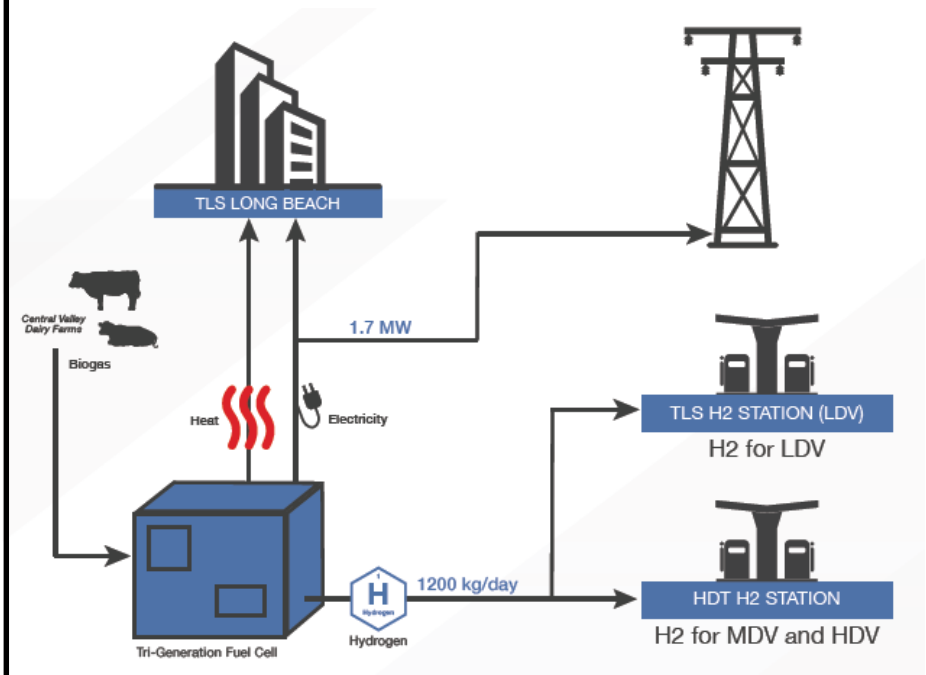 TLS LONG BEACH
Central Valley
Dairy Farms
Biogas
1.7 MW
Heat
Electricity
TLS H2 STATION (LDV)
H2 for LDV
1200 kg/day
H
Hydrogen
Hydrogen
HDT H2 STATION
H2 for MDV and HDV
Tri-Generation Fuel Cell